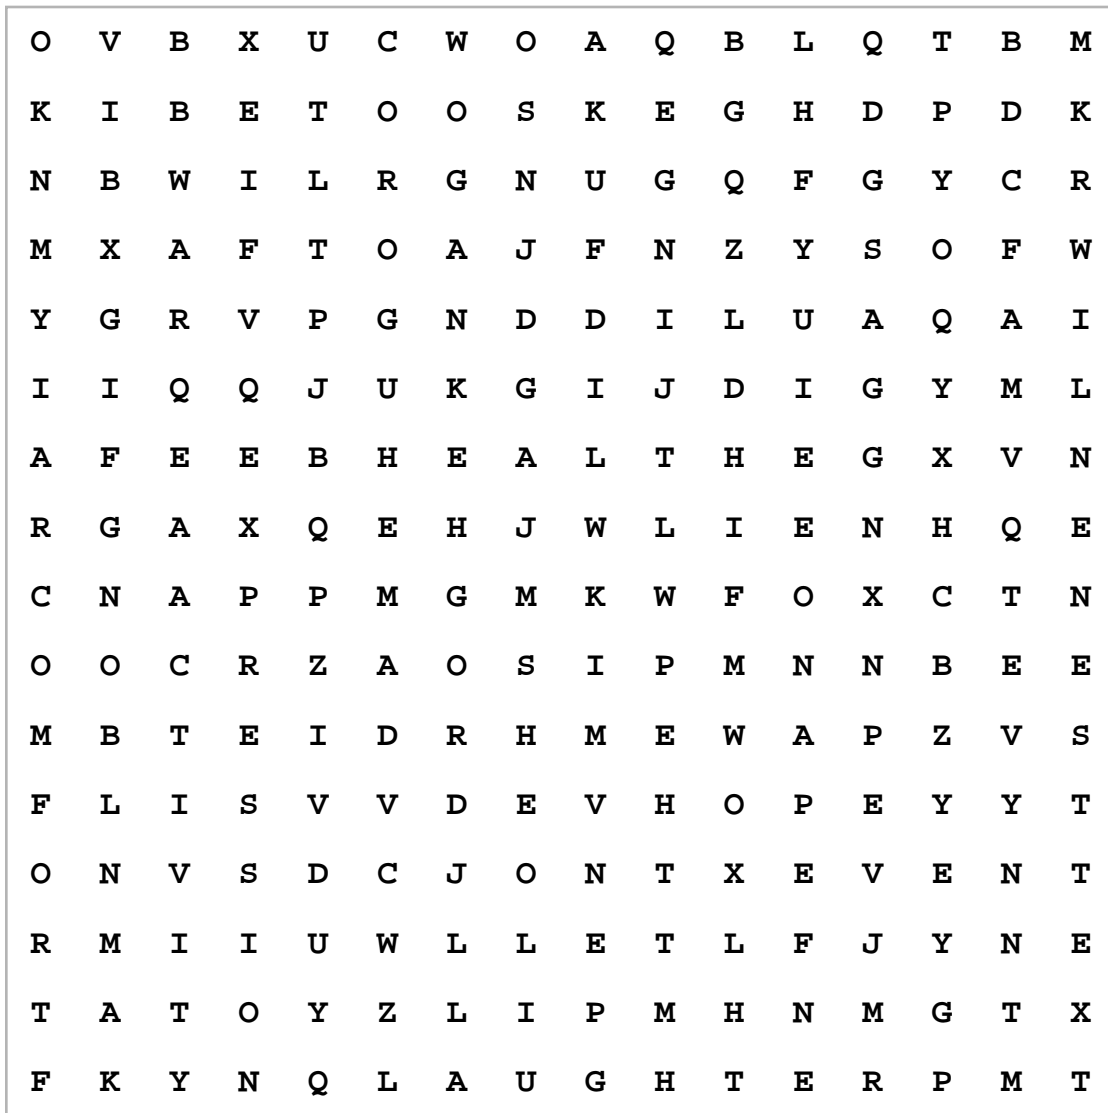 O V B X U C W O A Q B L Q T B M
K I B E T O O S K E G H D P D K
N B W I L R G N U G Q F G Y C R
M X A F T O A J F N Z Y S O F W
Y G R V P G N D D I L U A Q A I
I I Q Q J U K G I J D I G Y M L
A F E E B H E A L T H E G X V N
R G A X Q E H J W L I E N H Q E
C N A P P M G M K W F O X C T N
O O C R Z A O S I P M N N B E E
M B T E I D R H M E W A P Z V S
F L I S V V D E V H O P E Y Y T
O N V S D C J O N T X E V E N T
R M I I U W L L E T L F J Y N E
T A T O Y Z L I P M H N M G T X
F K Y N Q L A U G H T E R P M T